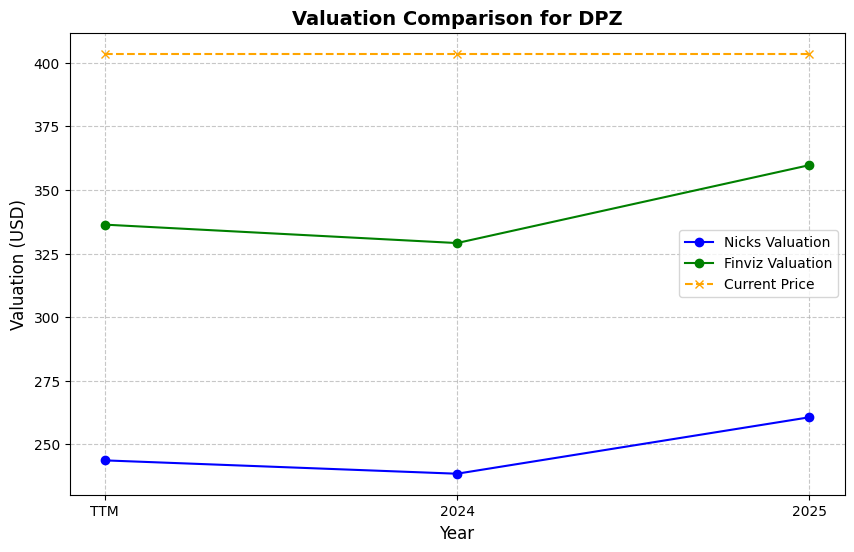 Valuation Comparison for DPZ
Valuation (USD)
400
375
350
325
300
275
250
Nicks Valuation
Finviz Valuation
Current Price
TTM
2024
2025
Year